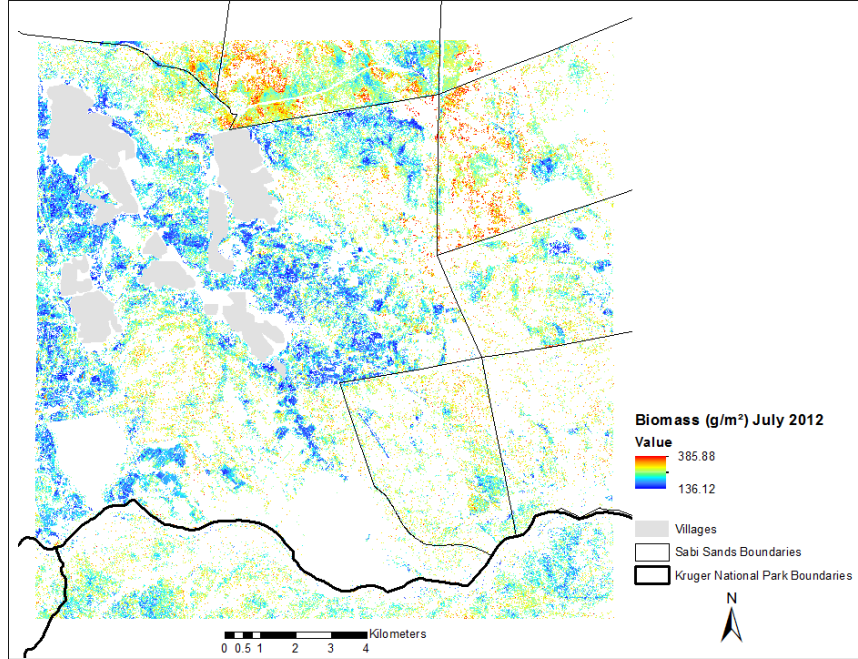 Biomass (g/m²) July 2012
Value
385.88
136.12
Villages
Sabi Sands Boundaries
Kruger National Park Boundaries
N
Kilometers
0 0.5 1 2 3 4